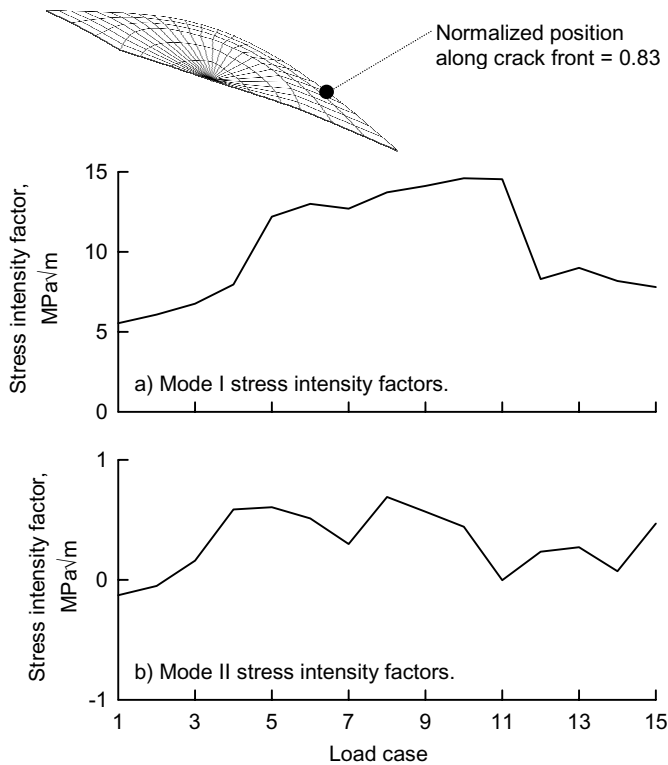 Normalized position
along crack front = 0.83
Stress intensity factor,
MPa√m
15
10
5
0
a) Mode I stress intensity factors.
Stress intensity factor,
MPa√m
1
0
-1
b) Mode II stress intensity factors.
1 3 5 7 9 11 13 15
Load case